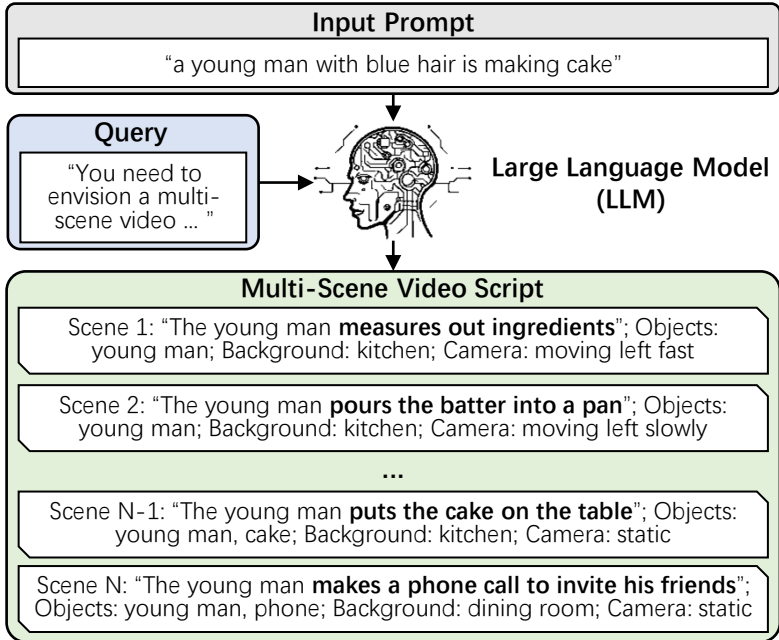 Input Prompt
“a young man with blue hair is making cake”
Query
“You need to
envision a multi-
scene video ... ”
Large Language Model
(LLM)
Multi-Scene Video Script
Scene 1: “The young man measures out ingredients”; Objects:
young man; Background: kitchen; Camera: moving left fast
Scene 2: “The young man pours the batter into a pan”; Objects:
young man; Background: kitchen; Camera: moving left slowly
...
Scene N-1: “The young man puts the cake on the table”; Objects:
young man, cake; Background: kitchen; Camera: static
Scene N: “The young man makes a phone call to invite his friends”;
Objects: young man, phone; Background: dining room; Camera: static